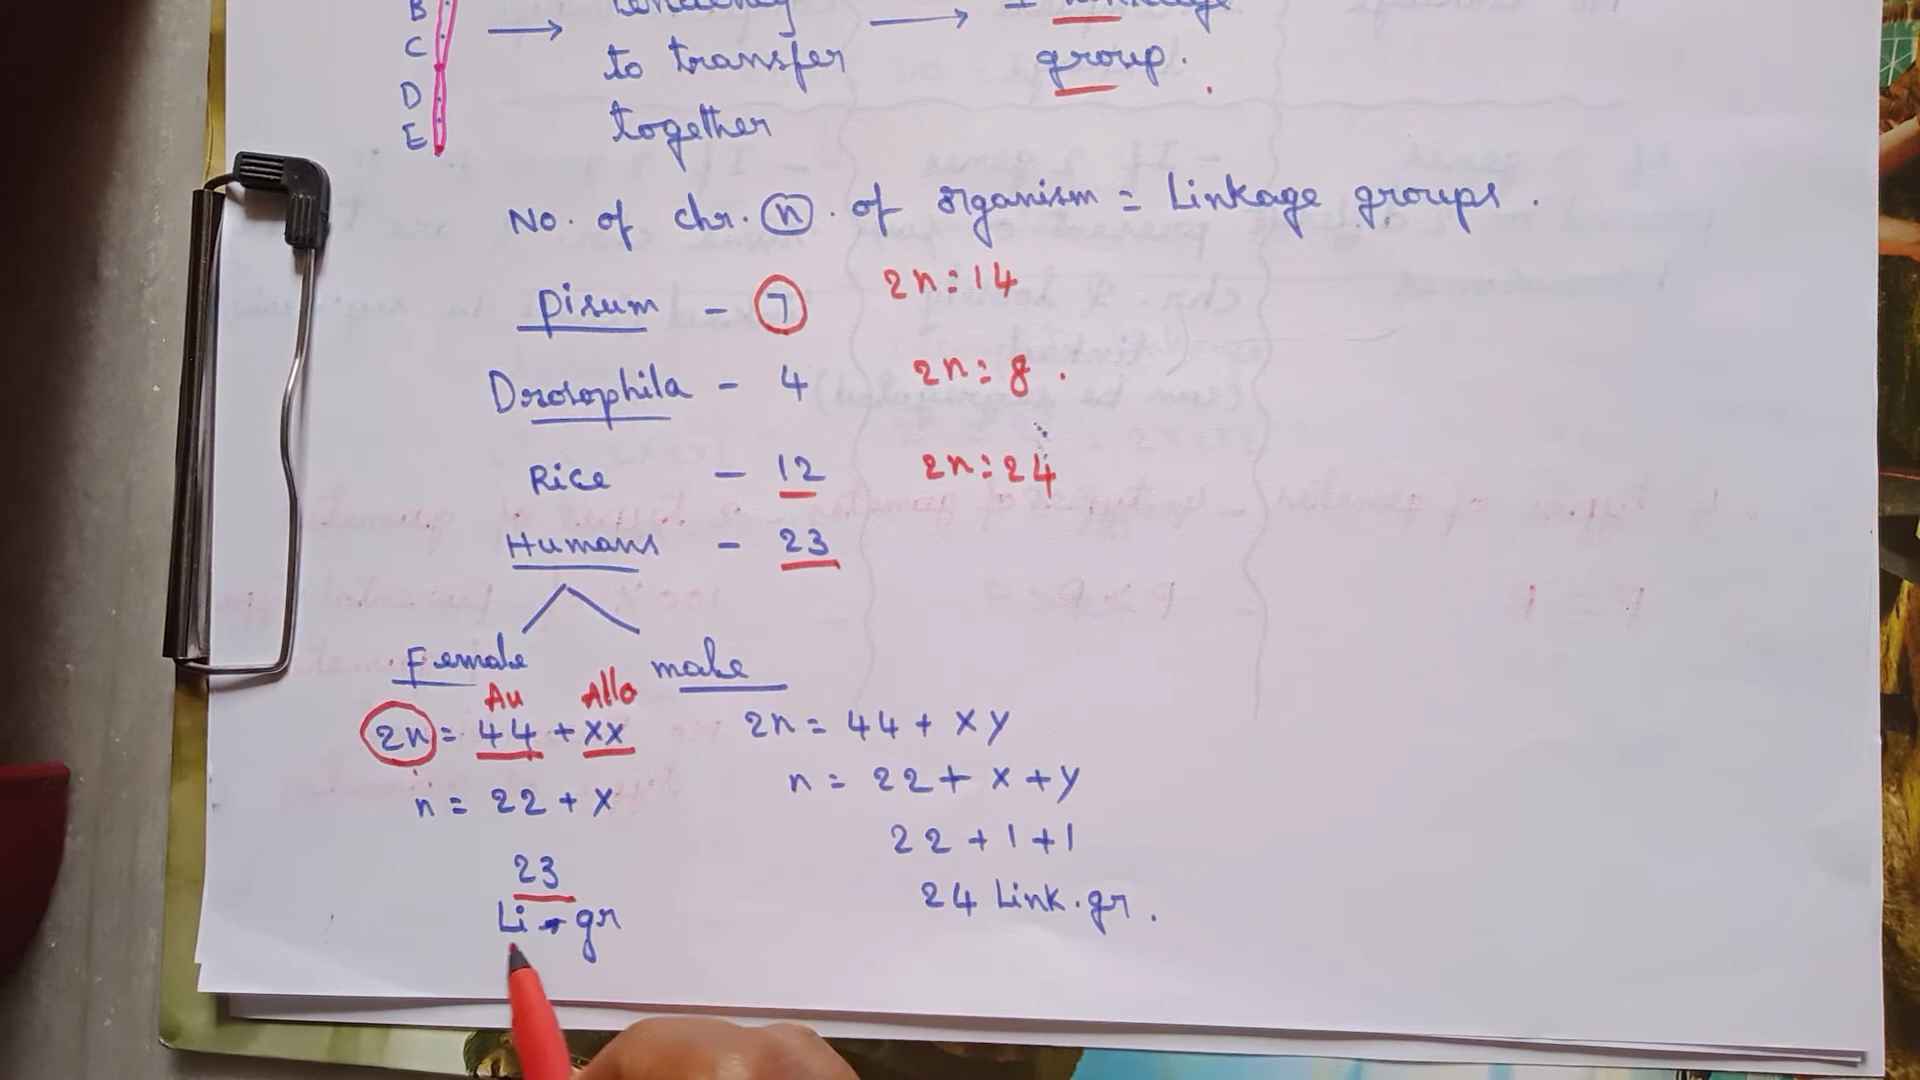 B
C
D
E
to transfer
together
linkage
group.
No. of chr. (n) of organism = Linkage groups.
Pisum - 7 2n = 14
Drosophila - 4 2n = 8.
Rice - 12 2n = 24
Humans - 23
Female
Au Allo
2n = 44 + xx
n = 22 + x
23
Li - gr
male
2n = 44 + xy
n = 22 + x + y
22 + 1 + 1
24 Link. gr.